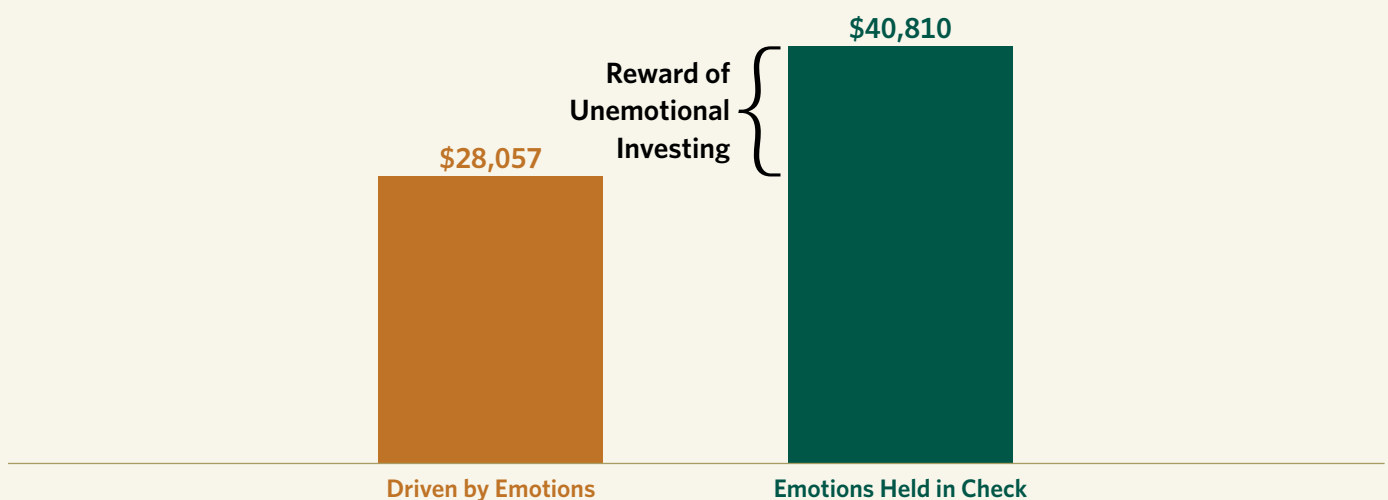 $40,810
Reward of
Unemotional
Investing
$28,057
Driven by Emotions
Emotions Held in Check